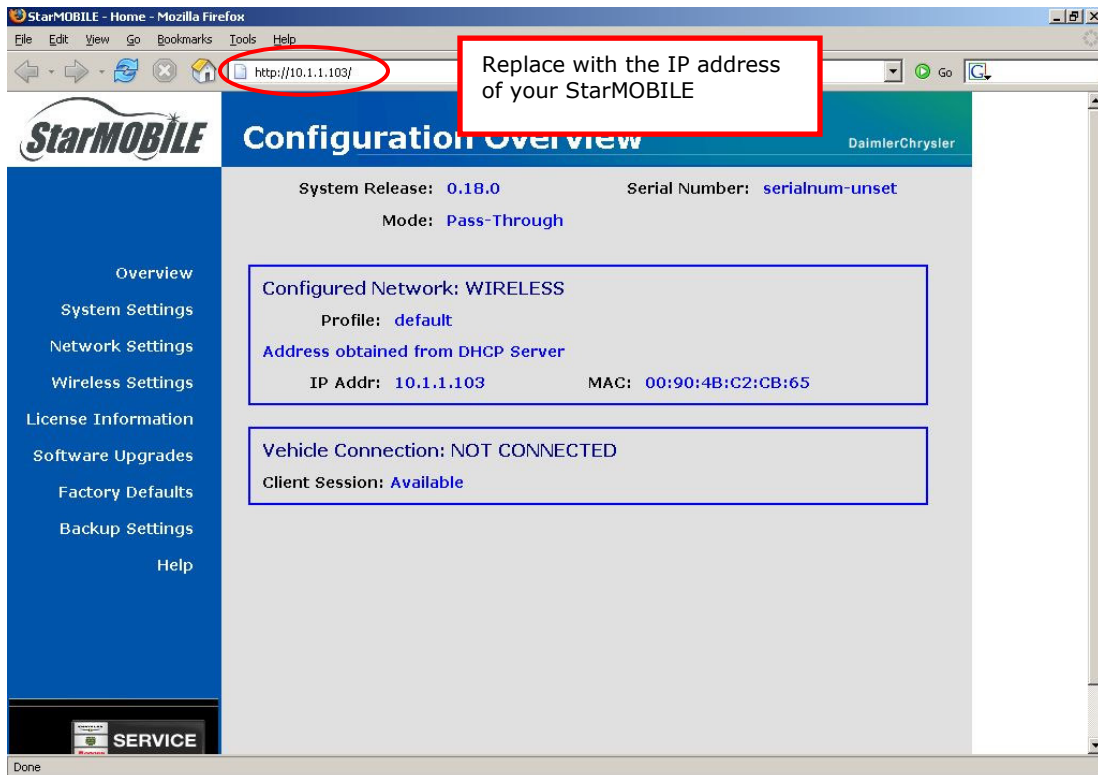 StarMOBILE - Home - Mozilla Firefox
File Edit View Go Bookmarks Tools Help
http://10.1.1.103/
Go
G
Replace with the IP address
of your StarMOBILE
StarMOBILE
Configuration Overview
DaimlerChrysler
System Release: 0.18.0 Serial Number: serialnum-unset
Mode: Pass-Through
Overview
System Settings
Network Settings
Wireless Settings
License Information
Software Upgrades
Factory Defaults
Backup Settings
Help
Configured Network: WIRELESS
Profile: default
Address obtained from DHCP Server
IP Addr: 10.1.1.103 MAC: 00:90:4B:C2:CB:65
Vehicle Connection: NOT CONNECTED
Client Session: Available
SERVICE
Done